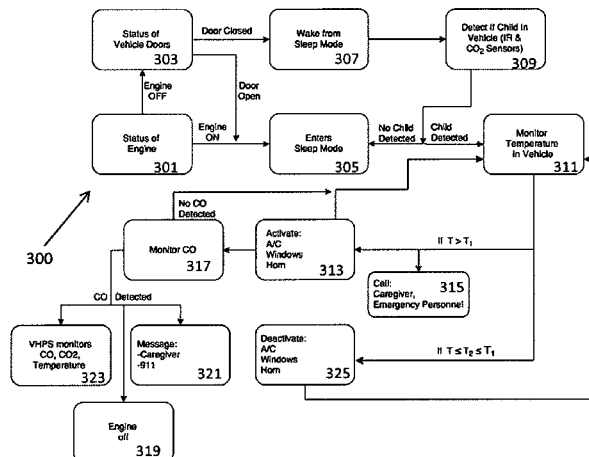 Status of
Vehicle Doors
303
Door Closed
Wake from
Sleep Mode
307
Detect if Child in
Vehicle (IR &
CO₂ Sensors)
309
Engine
OFF
Door
Open
Status of
Engine
301
Engine
ON
Enters
Sleep Mode
305
No Child
Detected
Child
Detected
Monitor
Temperature
in Vehicle
311
300
No CO
Detected
Monitor CO
317
Activate:
A/C
Windows
Horn
313
If T > T₁
Call:
Caregiver,
Emergency Personnel
315
CO Detected
VHPS monitors
CO, CO2,
Temperature
323
Message:
-Caregiver
-911
321
Deactivate:
A/C
Windows
Horn
325
If T ≤ T₂ ≤ T₁
Engine
off
319